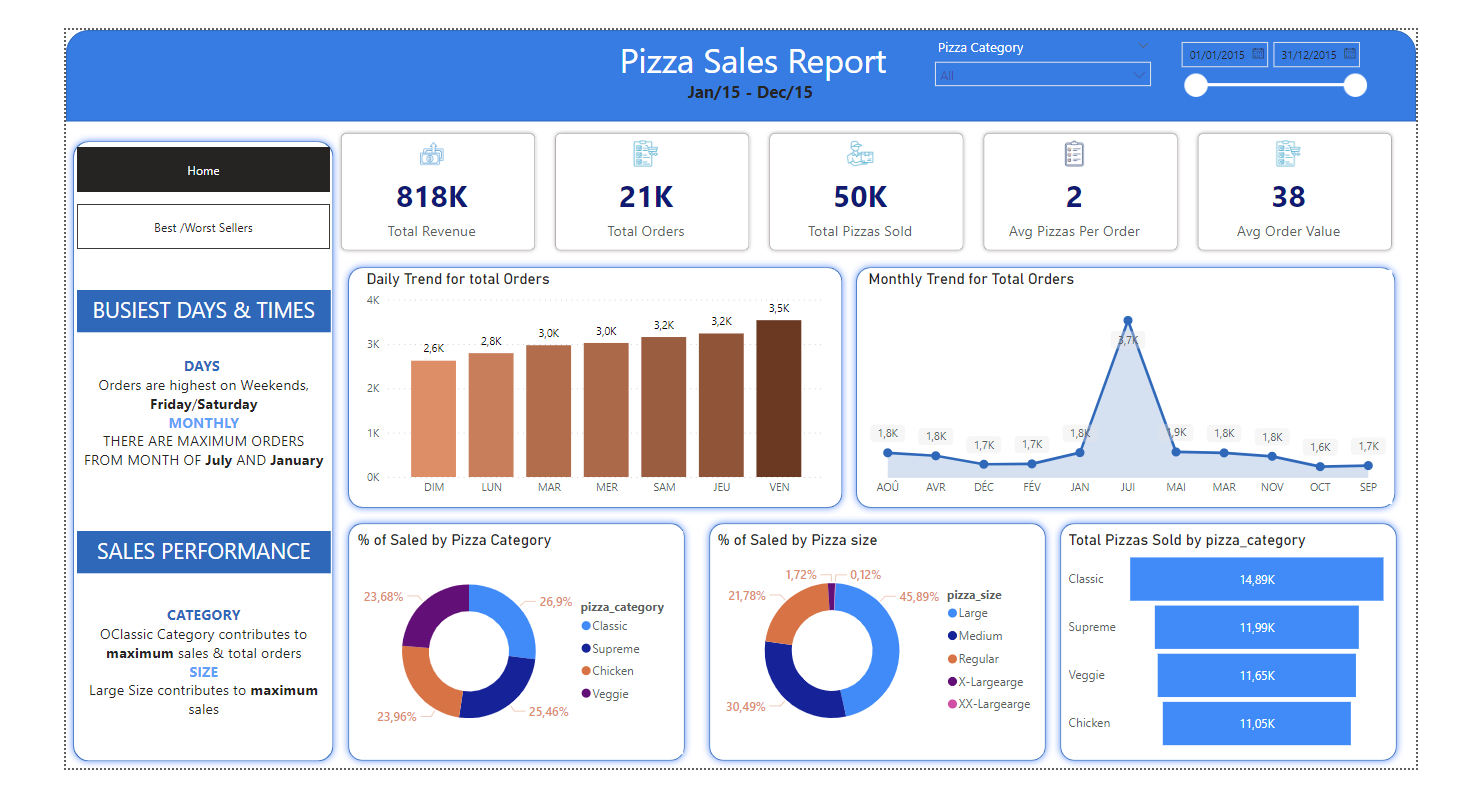 Pizza Sales Report
Jan/15 - Dec/15
Pizza Category
All
01/01/2015
31/12/2015
Home
Best /Worst Sellers
818K
Total Revenue
21K
Total Orders
50K
Total Pizzas Sold
2
Avg Pizzas Per Order
38
Avg Order Value
BUSIEST DAYS & TIMES
DAYS
Orders are highest on Weekends,
Friday/Saturday
MONTHLY
THERE ARE MAXIMUM ORDERS
FROM MONTH OF July AND January
SALES PERFORMANCE
CATEGORY
OClassic Category contributes to
maximum sales & total orders
SIZE
Large Size contributes to maximum
sales
Daily Trend for total Orders
4K
3K
2K
1K
0K
2,6K
2,8K
3,0K
3,0K
3,2K
3,2K
3,5K
DIM
LUN
MAR
MER
SAM
JEU
VEN
Monthly Trend for Total Orders
1,8K
1,8K
1,7K
1,7K
1,8K
3,7K
1,9K
1,8K
1,8K
1,6K
1,7K
AOÛ
AVR
DÉC
FÉV
JAN
JUI
MAI
MAR
NOV
OCT
SEP
% of Saled by Pizza Category
23,68%
26,9%
23,96%
25,46%
pizza_category
Classic
Supreme
Chicken
Veggie
% of Saled by Pizza size
1,72%
0,12%
21,78%
45,89%
30,49%
pizza_size
Large
Medium
Regular
X-Largearge
XX-Largearge
Total Pizzas Sold by pizza_category
Classic
14,89K
Supreme
11,99K
Veggie
11,65K
Chicken
11,05K